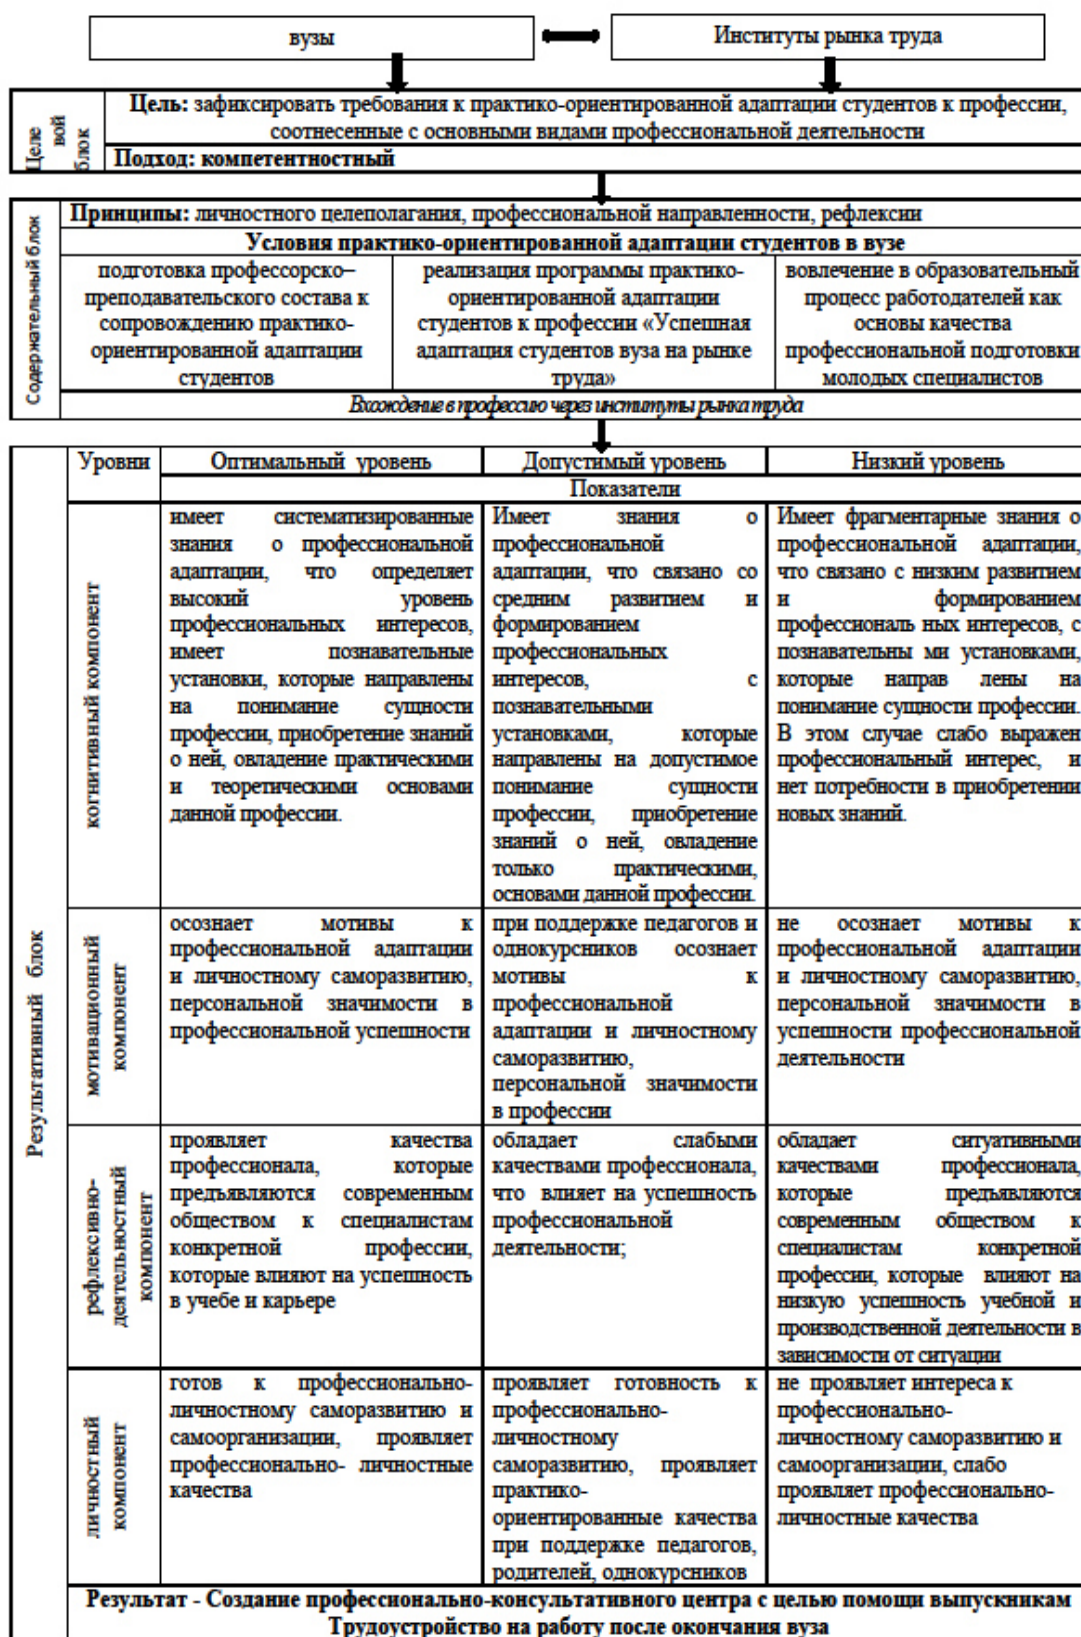 вузы
Институты рынка труда
Целе
вой
блок
Цель: зафиксировать требования к практико-ориентированной адаптации студентов к профессии,
соотнесенные с основными видами профессиональной деятельности
Подход: компетентностный
Содержательный блок
Принципы: личностного целеполагания, профессиональной направленности, рефлексии
Условия практико-ориентированной адаптации студентов в вузе
подготовка профессорско–
преподавательского состава к
сопровождению практико-
ориентированной адаптации
студентов
реализация программы практико-
ориентированной адаптации
студентов к профессии «Успешная
адаптация студентов вуза на рынке
труда»
вовлечение в образовательный
процесс работодателей как
основы качества
профессиональной подготовки
молодых специалистов
Вхождение в профессию через институты рынка труда
Результативный блок
Уровни
Оптимальный уровень
Допустимый уровень
Низкий уровень
Показатели
когнитивный компонент
имеет систематизированные
знания о профессиональной
адаптации, что определяет
высокий уровень
профессиональных интересов,
имеет познавательные
установки, которые направлены
на понимание сущности
профессии, приобретение знаний
о ней, овладение практическими
и теоретическими основами
данной профессии.
Имеет знания о
профессиональной
адаптации, что связано со
средним развитием и
формированием
профессиональных
интересов, с
познавательными
установками, которые
направлены на допустимое
понимание сущности
профессии, приобретение
знаний о ней, овладение
только практическими,
основами данной профессии.
Имеет фрагментарные знания о
профессиональной адаптации,
что связано с низким развитием
и формированием
профессиональ ных интересов, с
познавательны ми установками,
которые направ лены на
понимание сущности профессии.
В этом случае слабо выражен
профессиональный интерес, и
нет потребности в приобретении
новых знаний.
мотивационный
компонент
осознает мотивы к
профессиональной адаптации
и личностному саморазвитию,
персональной значимости в
профессиональной успешности
при поддержке педагогов и
однокурсников осознает
мотивы к
профессиональной
адаптации и личностному
саморазвитию,
персональной значимости
в профессии
не осознает мотивы к
профессиональной адаптации
и личностному саморазвитию,
персональной значимости в
успешности профессиональной
деятельности
рефлексивно-
деятельностный
компонент
проявляет качества
профессионала, которые
предъявляются современным
обществом к специалистам
конкретной профессии,
которые влияют на успешность
в учебе и карьере
обладает слабыми
качествами профессионала,
что влияет на успешность
профессиональной
деятельности;
обладает ситуативными
качествами профессионала,
которые предъявляются
современным обществом к
специалистам конкретной
профессии, которые влияют на
низкую успешность учебной и
производственной деятельности в
зависимости от ситуации
личностный
компонент
готов к профессионально-
личностному саморазвитию и
самоорганизации, проявляет
профессионально- личностные
качества
проявляет готовность к
профессионально-
личностному
саморазвитию, проявляет
практико-
ориентированные качества
при поддержке педагогов,
родителей, однокурсников
не проявляет интереса к
профессионально-
личностному саморазвитию и
самоорганизации, слабо
проявляет профессионально-
личностные качества
Результат - Создание профессионально-консультативного центра с целью помощи выпускникам
Трудоустройство на работу после окончания вуза